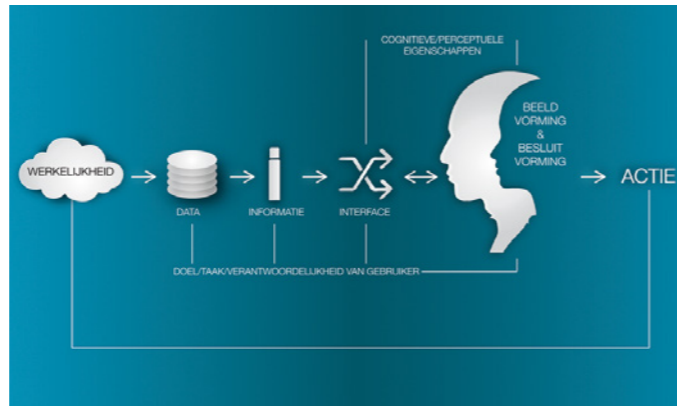 COGNITIEVE/PERCEPTUELE
EIGENSCHAPPEN
BEELD
VORMING
&
BESLUIT
VORMING
WERKELIJKHEID
ACTIE
DATA
INFORMATIE
INTERFACE
DOEL/TAAK/VERANTWOORDELIJKHEID VAN GEBRUIKER